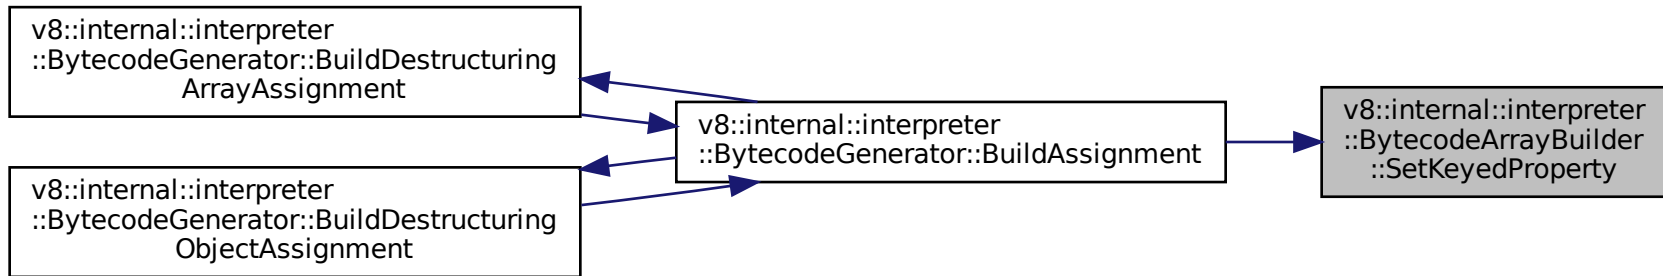 v8::internal::interpreter
::BytecodeGenerator::BuildDestructuring
ArrayAssignment
v8::internal::interpreter
::BytecodeGenerator::BuildDestructuring
ObjectAssignment
v8::internal::interpreter
::BytecodeGenerator::BuildAssignment
v8::internal::interpreter
::BytecodeArrayBuilder
::SetKeyedProperty